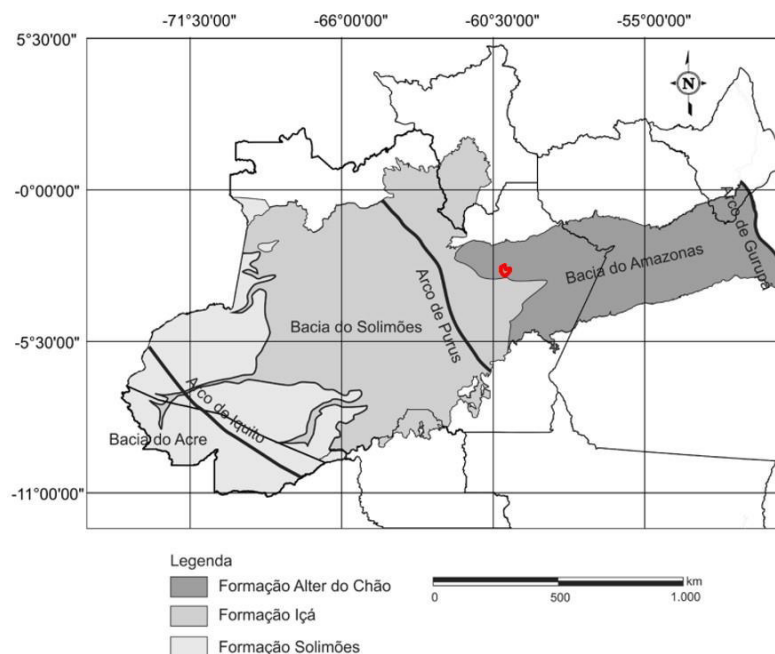 -71°3'00" -66°00'00" -60°30'00" -55°00'00"
5°30'00"
N
-0°00'00"
Arco de Gurupa
Bacia do Amazonas
Arco de Purus
Bacia do Solimões
-5°30'00"
Arco de Iquito
Bacia do Acre
-11°00'00"
Legenda
Formação Alter do Chão
Formação Içá
Formação Solimões
km
0 500 1.000